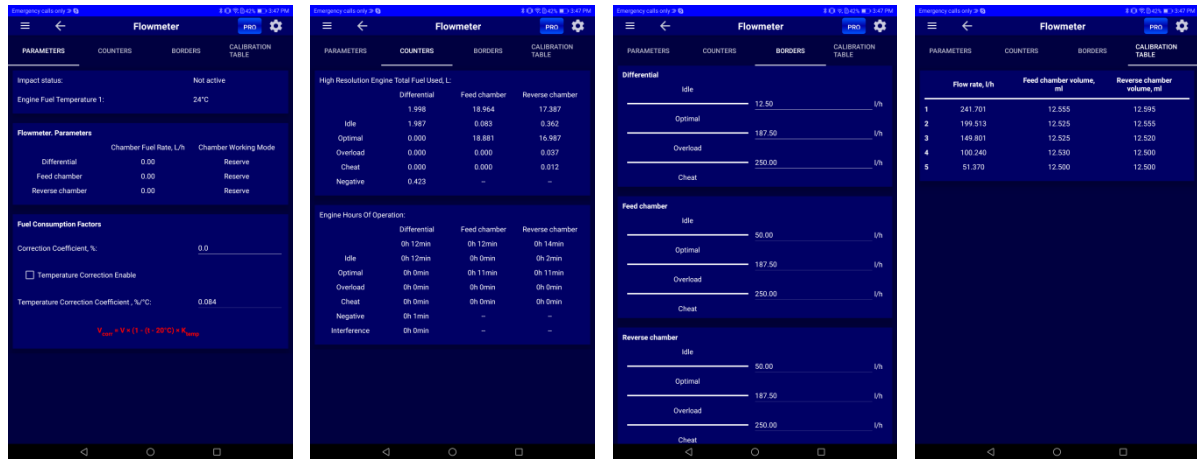 Emergency calls only
42% 3:47 PM
Flowmeter
PRO
PARAMETERS COUNTERS BORDERS CALIBRATION TABLE
Impact status: Not active
Engine Fuel Temperature 1: 24°C
Flowmeter. Parameters
Chamber Fuel Rate, L/h Chamber Working Mode
Differential 0.00 Reserve
Feed chamber 0.00 Reserve
Reverse chamber 0.00 Reserve
Fuel Consumption Factors
Correction Coefficient, %: 0.0
Temperature Correction Enable
Temperature Correction Coefficient , %/°C: 0.084
V corr = V × (1 - (t - 20°C) × K temp
Emergency calls only
42% 3:47 PM
Flowmeter
PRO
PARAMETERS COUNTERS BORDERS CALIBRATION TABLE
High Resolution Engine Total Fuel Used, L:
Differential Feed chamber Reverse chamber
1.998 18.964 17.387
Idle 1.987 0.083 0.362
Optimal 0.000 18.881 16.987
Overload 0.000 0.000 0.037
Cheat 0.000 0.000 0.012
Negative 0.423 – –
Engine Hours Of Operation:
Differential Feed chamber Reverse chamber
0h 12min 0h 12min 0h 14min
Idle 0h 12min 0h 0min 0h 2min
Optimal 0h 0min 0h 11min 0h 11min
Overload 0h 0min 0h 0min 0h 0min
Cheat 0h 0min 0h 0min 0h 0min
Negative 0h 1min – –
Interference 0h 0min – –
Emergency calls only
42% 3:47 PM
Flowmeter
PRO
PARAMETERS COUNTERS BORDERS CALIBRATION TABLE
Differential
Idle
12.50 l/h
Optimal
187.50 l/h
Overload
250.00 l/h
Cheat
Feed chamber
Idle
50.00 l/h
Optimal
187.50 l/h
Overload
250.00 l/h
Cheat
Reverse chamber
Idle
50.00 l/h
Optimal
187.50 l/h
Overload
250.00 l/h
Cheat
Emergency calls only
42% 3:47 PM
Flowmeter
PRO
PARAMETERS COUNTERS BORDERS CALIBRATION TABLE
Flow rate, l/h Feed chamber volume, ml Reverse chamber volume, ml
1 241.701 12.555 12.595
2 199.513 12.525 12.555
3 149.801 12.525 12.520
4 100.240 12.530 12.500
5 51.370 12.500 12.500